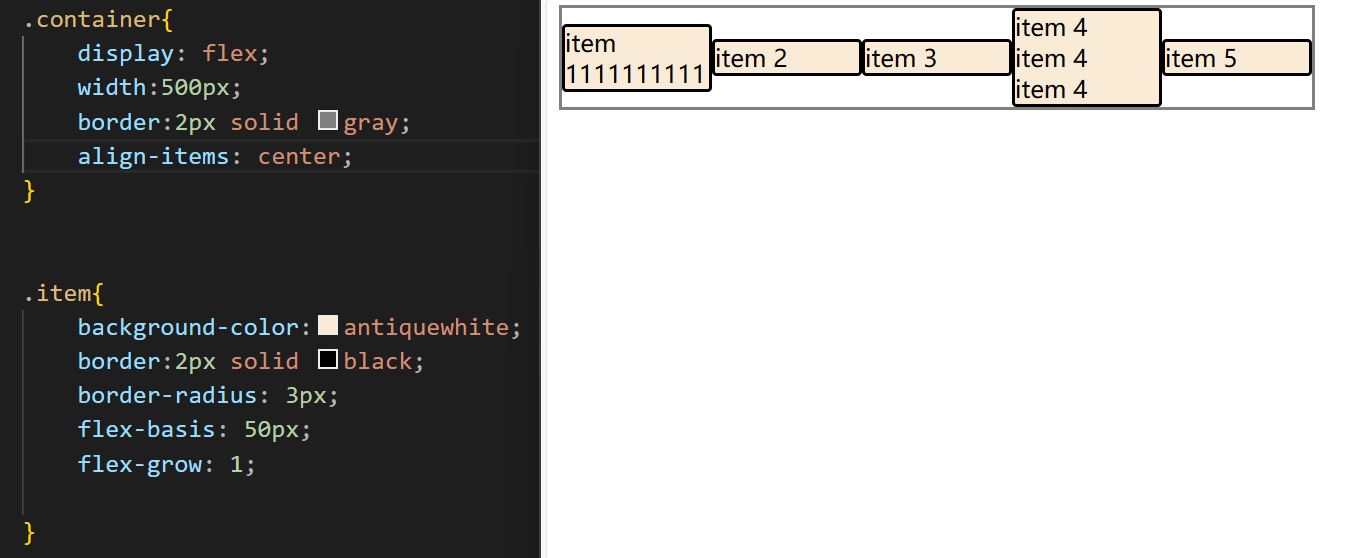 .container{
display: flex;
width:500px;
border:2px solid gray;
align-items: center;
}
.item{
background-color:antiquewhite;
border:2px solid black;
border-radius: 3px;
flex-basis: 50px;
flex-grow: 1;
}
item
1111111111
item 2
item 3
item 4
item 4
item 4
item 5